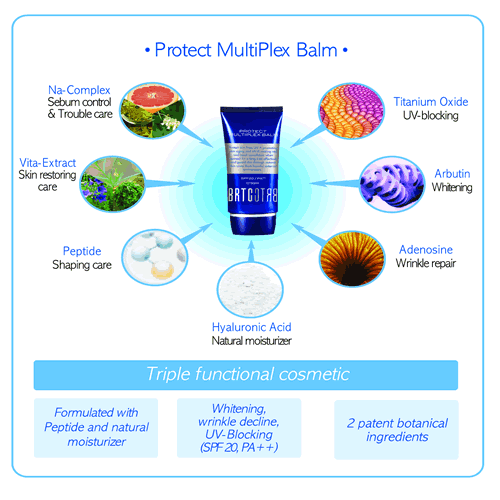 • Protect MultiPlex Balm •
Na-Complex
Sebum control
& Trouble care
Titanium Oxide
UV-blocking
Vita-Extract
Skin restoring
care
Arbutin
Whitening
Peptide
Shaping care
Adenosine
Wrinkle repair
PROTECT
MULTIPLEX BALM
BRTC
Hyaluronic Acid
Natural moisturizer
Triple functional cosmetic
Formulated with
Peptide and natural
moisturizer
Whitening,
wrinkle decline,
UV-Blocking
(SPF 20, PA++)
2 patent botanical
ingredients